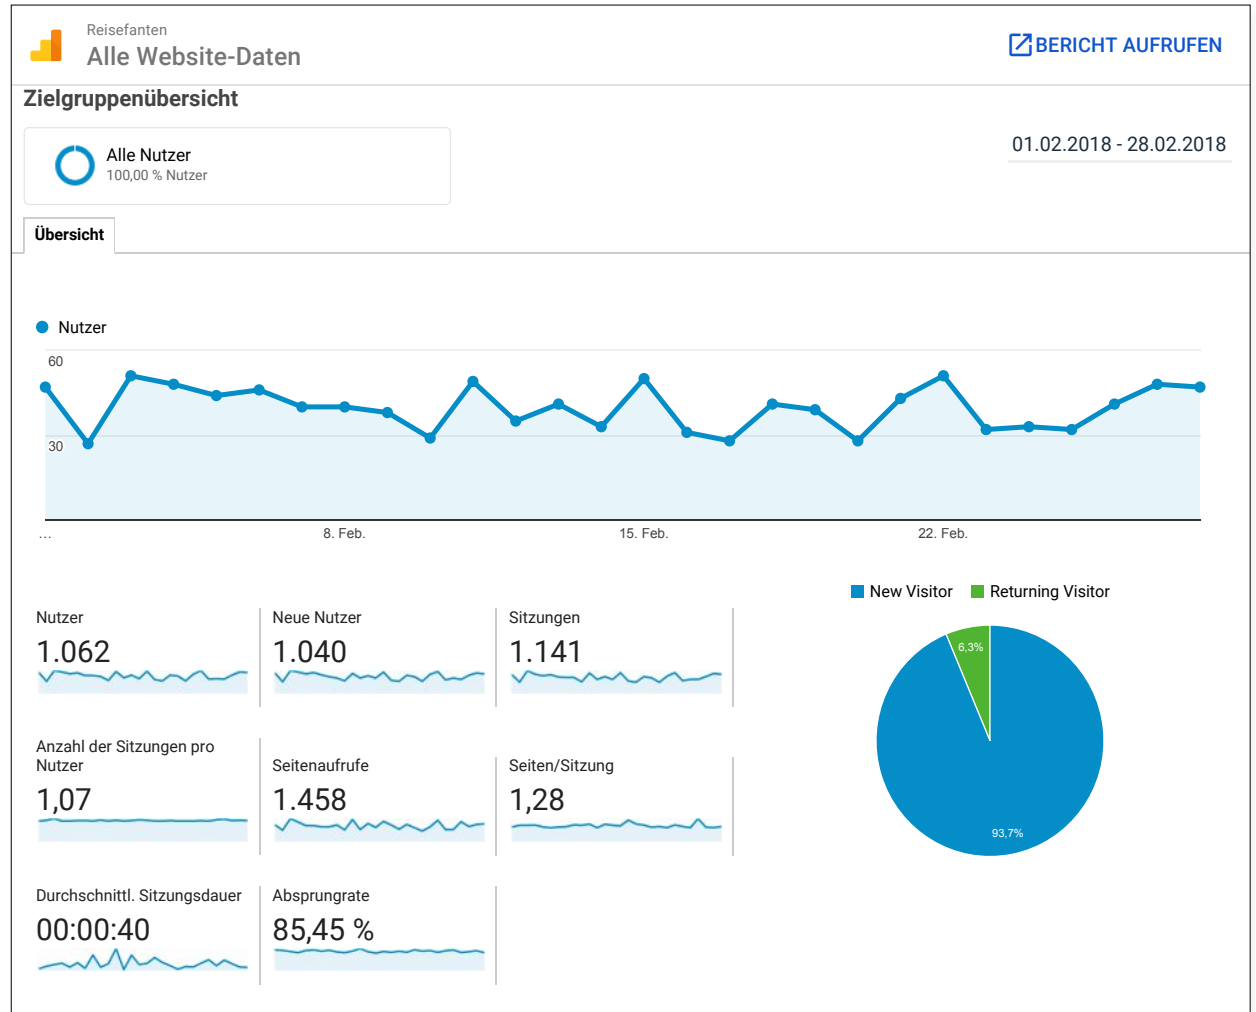 Reisefanten
Alle Website-Daten
BERICHT AUFRUFEN
Zielgruppenübersicht
Alle Nutzer
100,00 % Nutzer
01.02.2018 - 28.02.2018
Übersicht
Nutzer
60
30
…
8. Feb.
15. Feb.
22. Feb.
New Visitor
Returning Visitor
6,3%
93,7%
Nutzer
1.062
Neue Nutzer
1.040
Sitzungen
1.141
Anzahl der Sitzungen pro
Nutzer
1,07
Seitenaufrufe
1.458
Seiten/Sitzung
1,28
Durchschnittl. Sitzungsdauer
00:00:40
Absprungrate
85,45 %